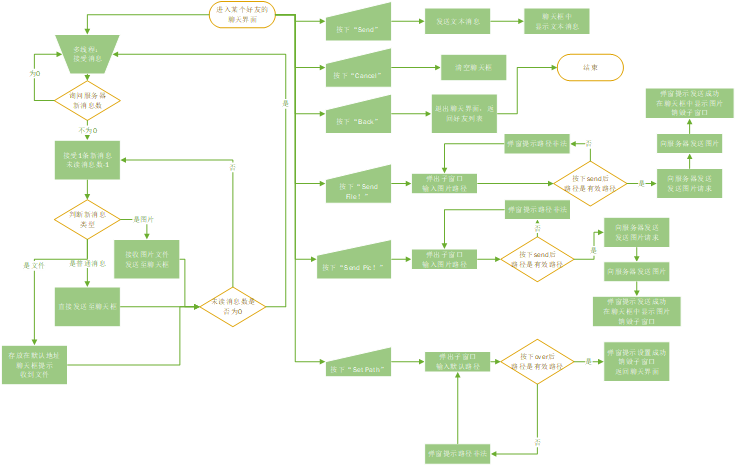 进入某个好友的
聊天界面
多线程：
接受消息
为0
询问服务器
新消息数
不为0
接受1条新消息
未读消息数-1
判断新消息
类型
是图片
是文件
是普通消息
接收图片文件
发送至聊天框
直接发送至聊天框
存放在默认地址
聊天框提示
收到文件
未读消息数是
否为0
否
是
按下“Send”
发送文本消息
聊天框中
显示文本消息
按下“Cancel”
清空聊天框
结束
按下“Back”
退出聊天界面，返
回好友列表
按下“Send
File！”
弹出子窗口
输入图片路径
弹窗提示路径非法
否
按下send后
路径是有效路径
是
向服务器发送
发送图片请求
向服务器发送图片
弹窗提示发送成功
在聊天框中显示图片
销毁子窗口
按下“Send Pic！”
弹出子窗口
输入图片路径
弹窗提示路径非法
否
按下send后
路径是有效路径
是
向服务器发送
发送图片请求
向服务器发送图片
弹窗提示发送成功
在聊天框中显示图片
销毁子窗口
按下“Set Path”
弹出子窗口
输入默认路径
按下over后
路径是有效路径
是
弹窗提示设置成功
销毁子窗口
返回聊天界面
否
弹窗提示路径非法